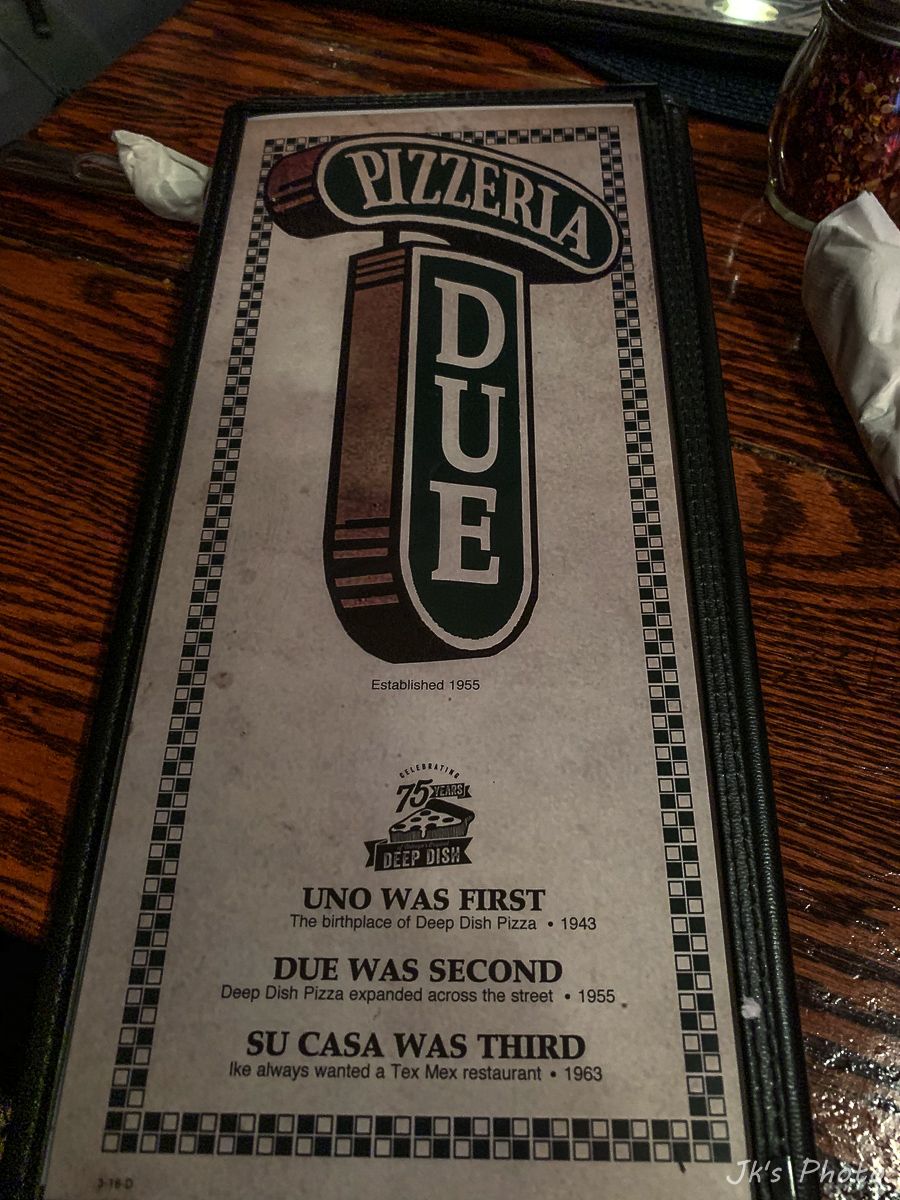 PIZZERIA
DUE
Established 1955
CELEBRATING
75 YEARS
DEEP DISH
UNO WAS FIRST
The birthplace of Deep Dish Pizza • 1943
DUE WAS SECOND
Deep Dish Pizza expanded across the street • 1955
SU CASA WAS THIRD
Ike always wanted a Tex Mex restaurant • 1963
3-18-D
Jk's Photo